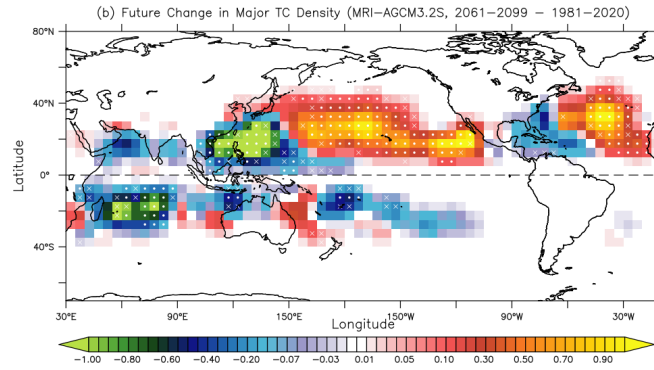 (b) Future Change in Major TC Density (MRI-AGCM3.2S, 2061-2099 - 1981-2020)
80°N
40°N
Latitude
0°
40°S
30°E 90°E 150°E 150°W 90°W 30°W
Longitude
-1.00 -0.80 -0.60 -0.40 -0.20 -0.07 -0.03 0.01 0.05 0.10 0.30 0.50 0.70 0.90